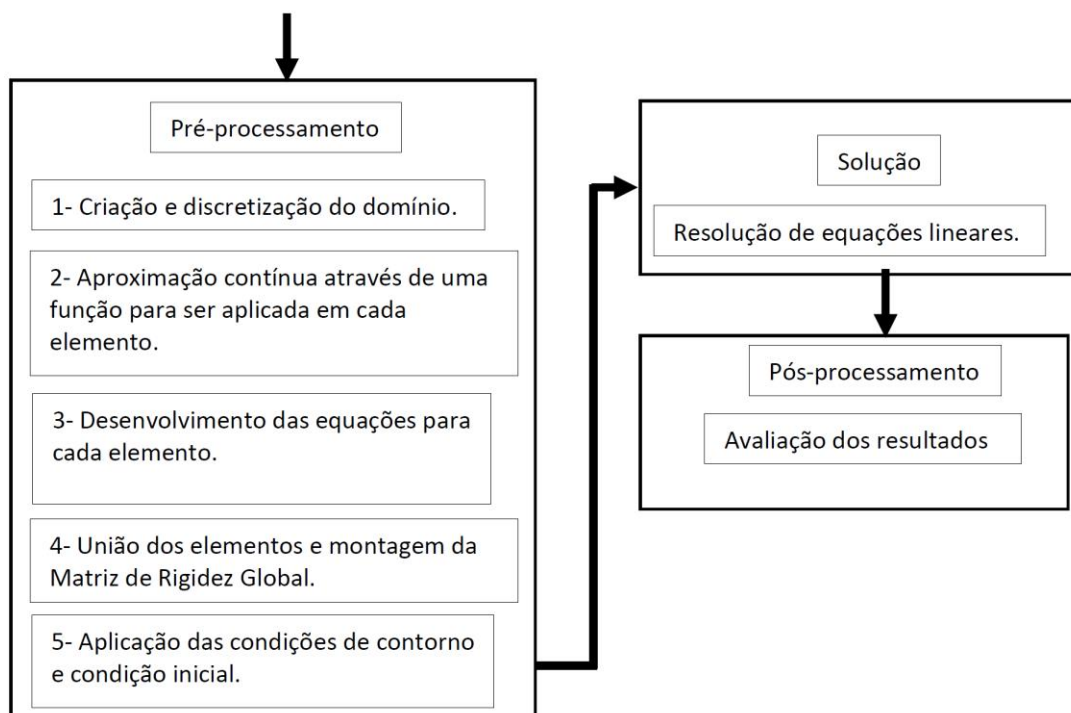 Pré-processamento
1- Criação e discretização do domínio.
2- Aproximação contínua através de uma
função para ser aplicada em cada
elemento.
3- Desenvolvimento das equações para
cada elemento.
4- União dos elementos e montagem da
Matriz de Rigidez Global.
5- Aplicação das condições de contorno
e condição inicial.
Solução
Resolução de equações lineares.
Pós-processamento
Avaliação dos resultados